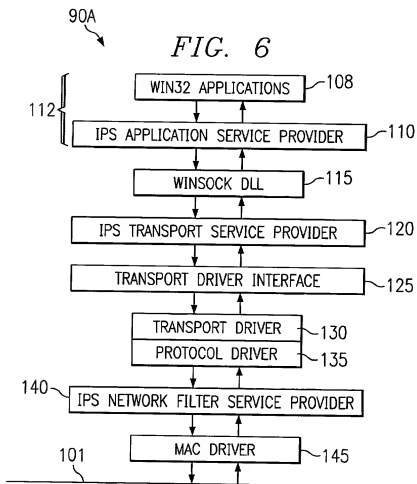 90A
FIG. 6
WIN32 APPLICATIONS
108
112
IPS APPLICATION SERVICE PROVIDER
110
WINSOCK DLL
115
IPS TRANSPORT SERVICE PROVIDER
120
TRANSPORT DRIVER INTERFACE
125
TRANSPORT DRIVER
130
PROTOCOL DRIVER
135
140
IPS NETWORK FILTER SERVICE PROVIDER
MAC DRIVER
145
101